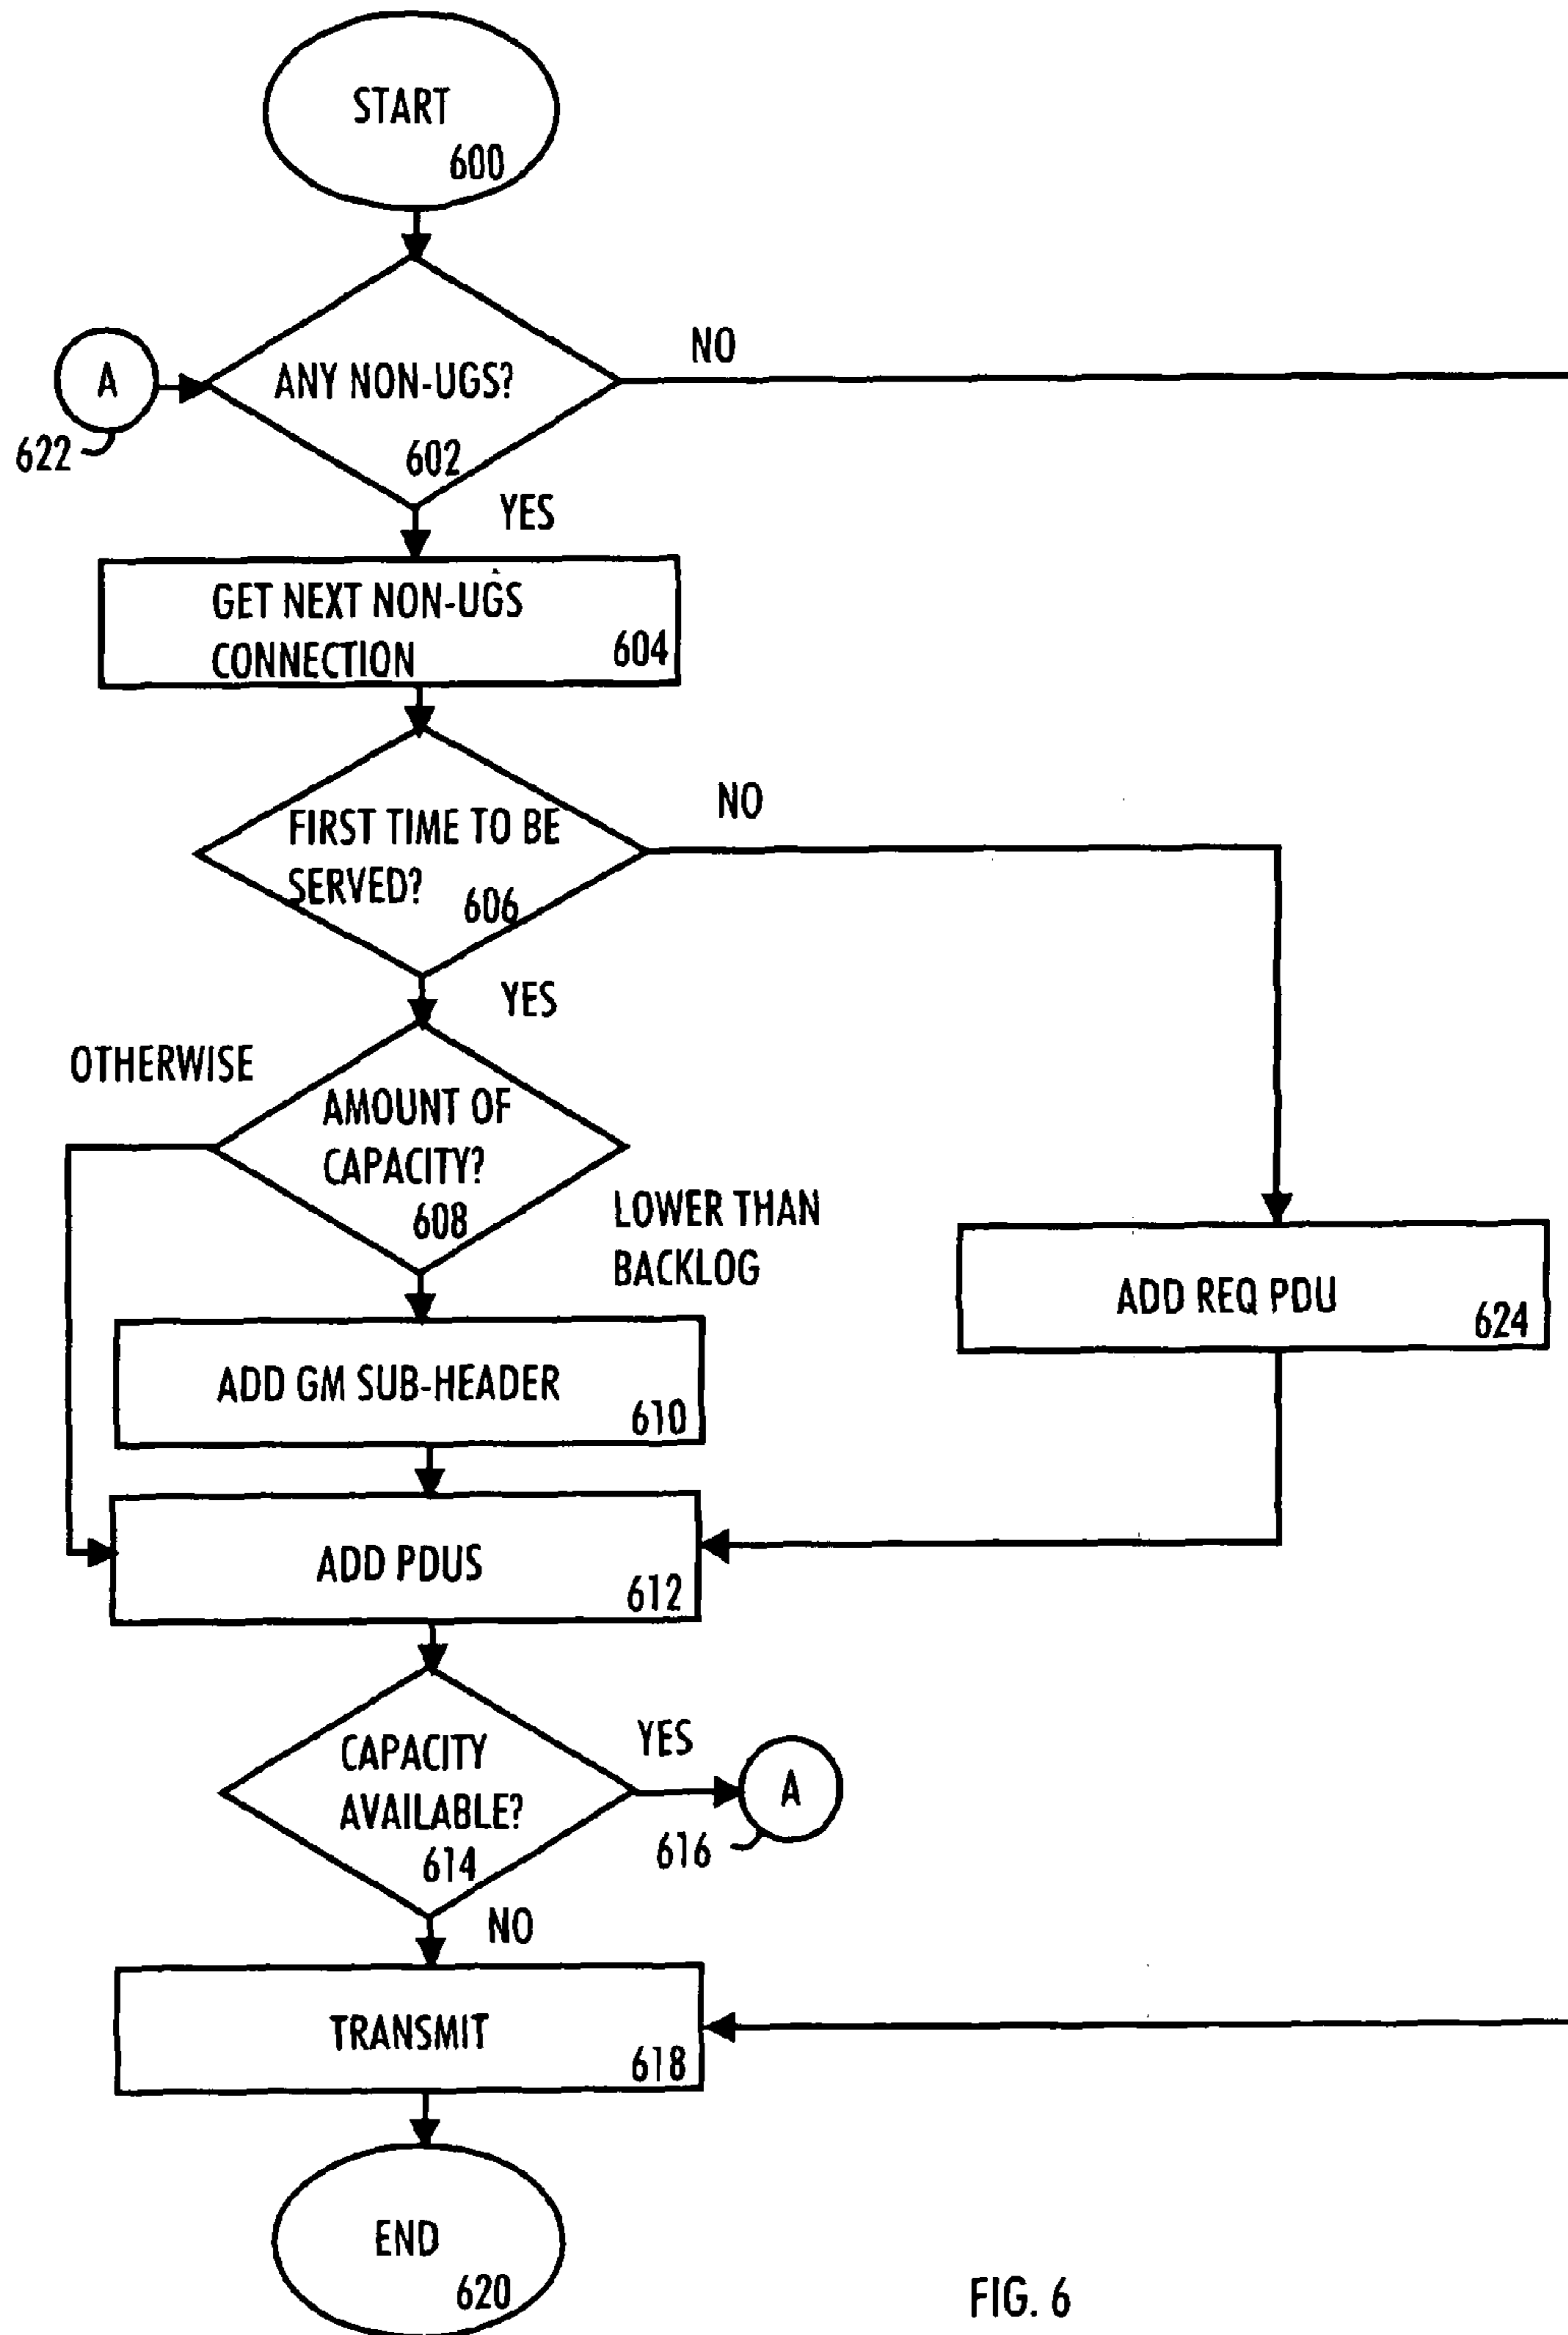 START
600
NO
A
ANY NON-UGS?
622
602
YES
GET NEXT NON-UGS
CONNECTION
604
NO
FIRST TIME TO BE
SERVED?
606
YES
OTHERWISE
AMOUNT OF
CAPACITY?
608
LOWER THAN
BACKLOG
ADD REQ PDU
624
ADD GM SUB-HEADER
610
ADD PDUS
612
YES
CAPACITY
AVAILABLE?
614
A
616
NO
TRANSMIT
618
END
620
FIG. 6